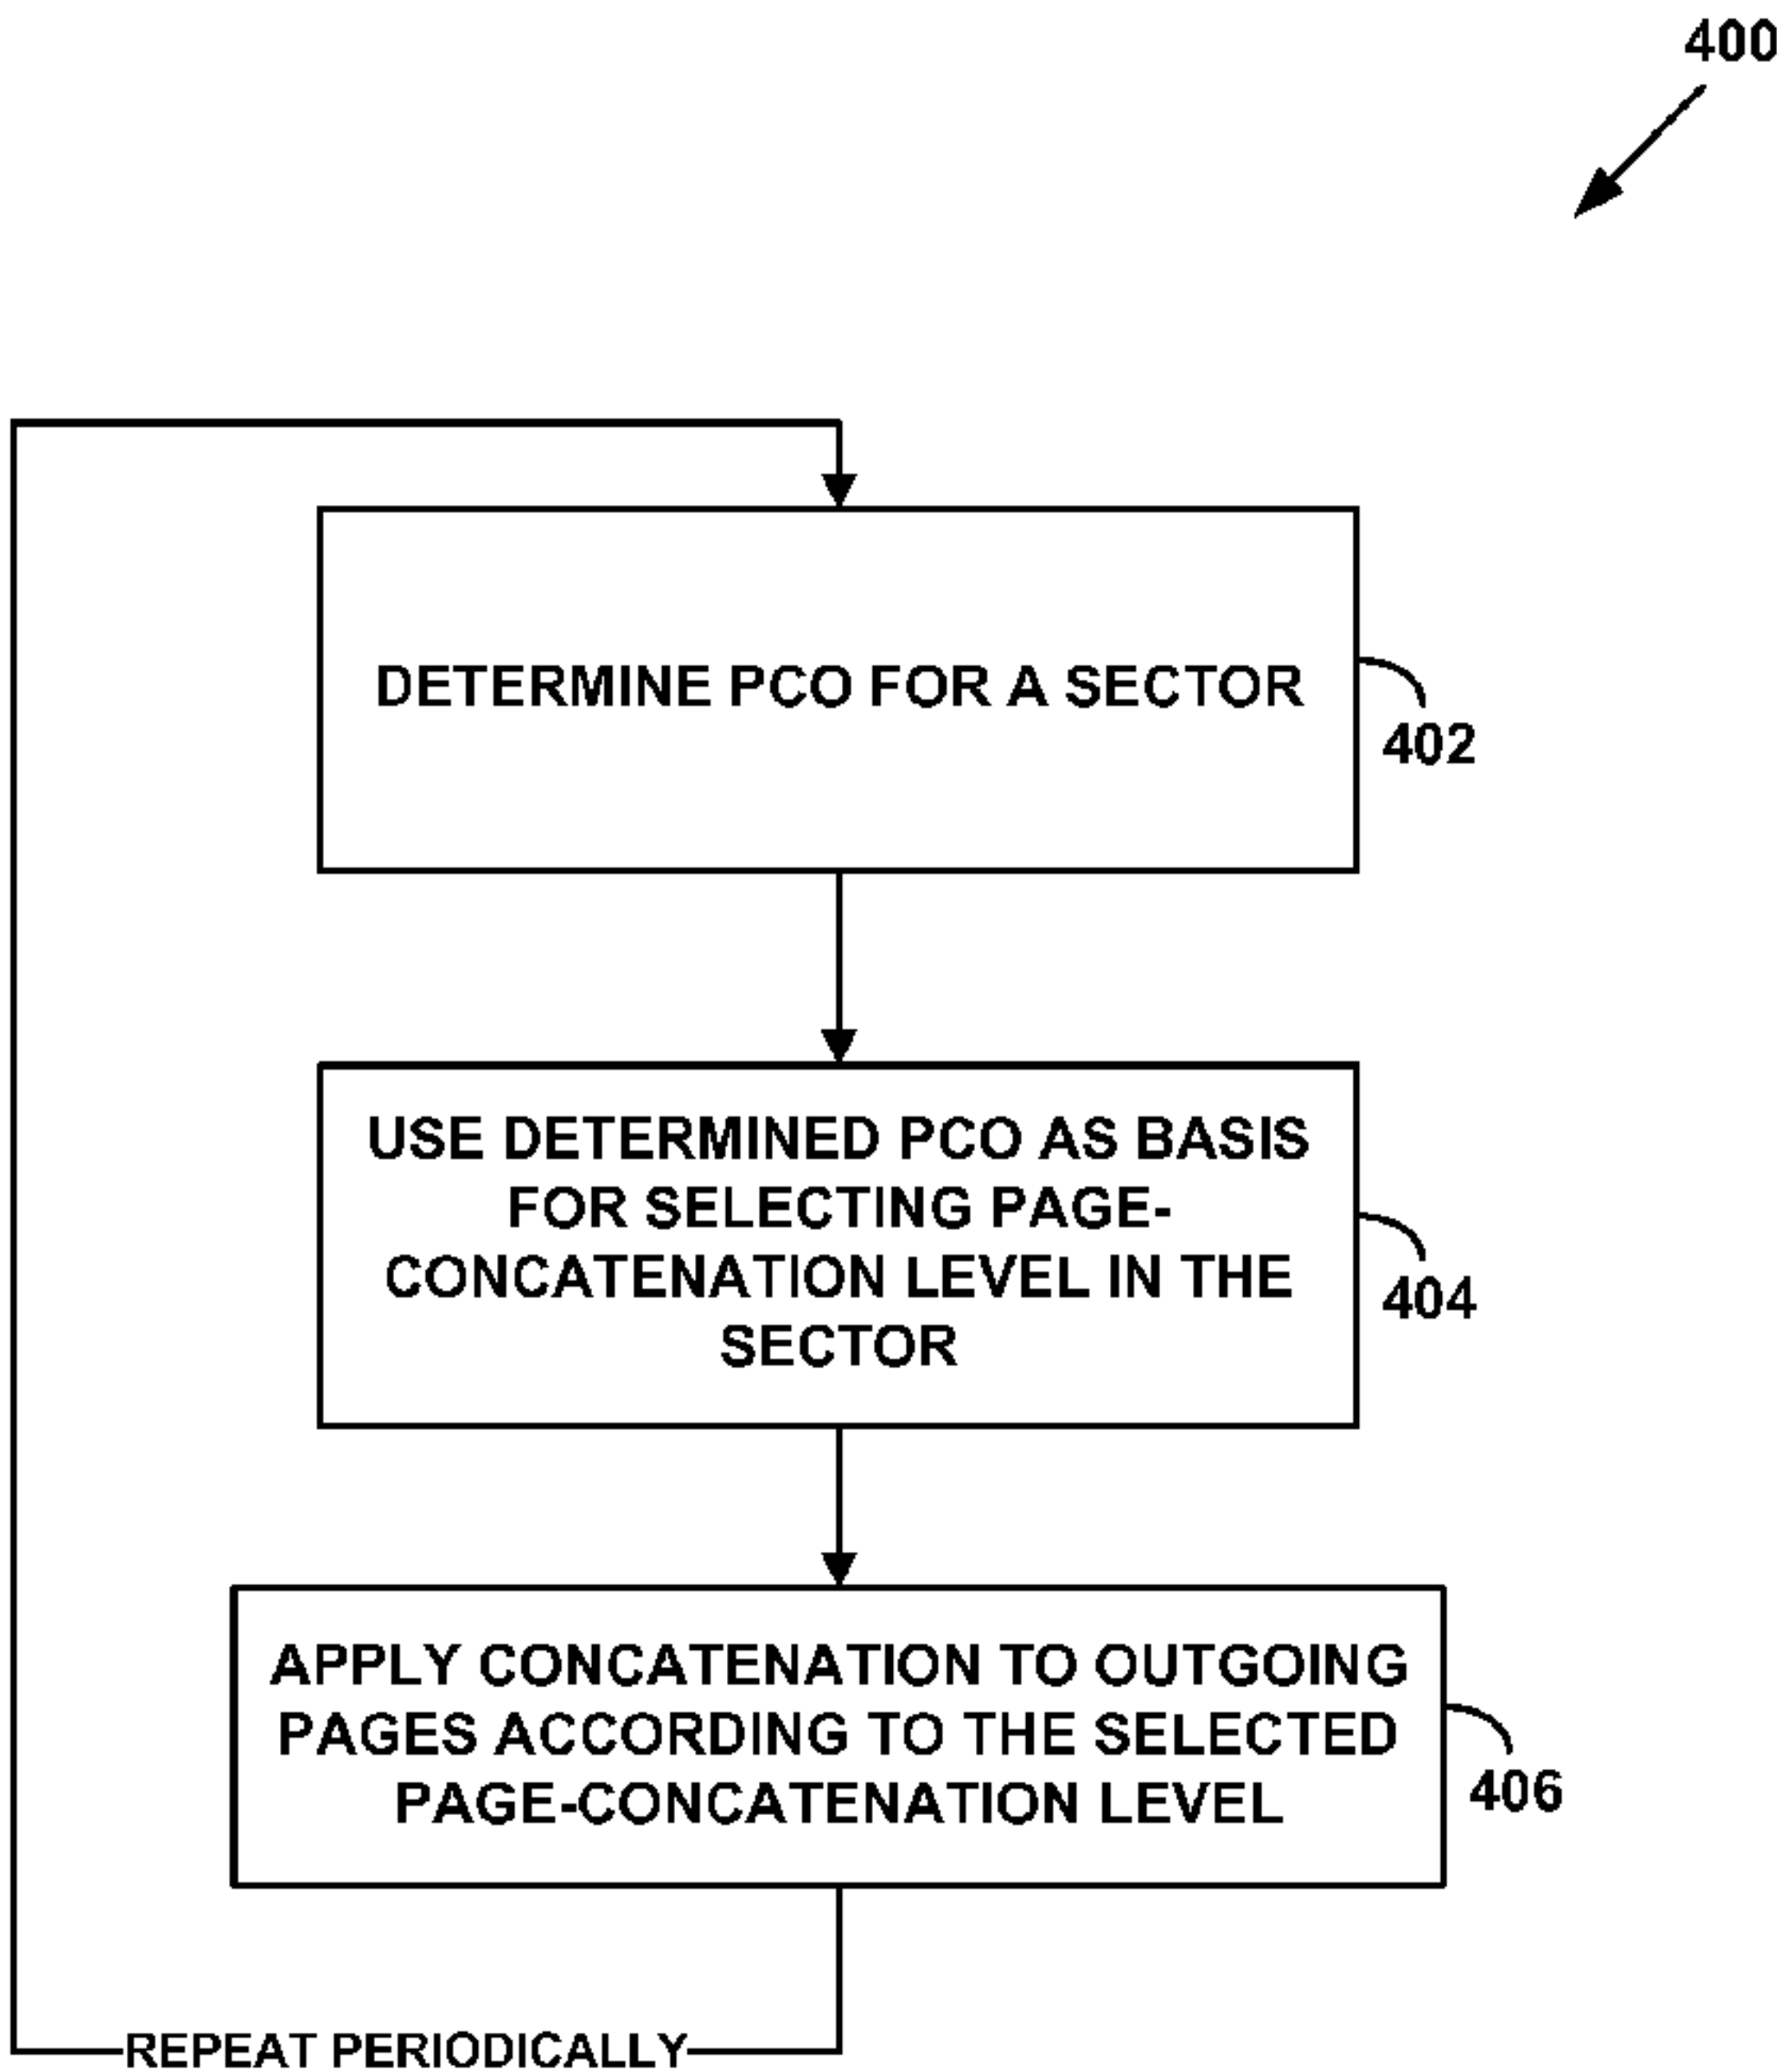 400
DETERMINE PCO FOR A SECTOR
402
USE DETERMINED PCO AS BASIS
FOR SELECTING PAGE-
CONCATENATION LEVEL IN THE
SECTOR
404
APPLY CONCATENATION TO OUTGOING
PAGES ACCORDING TO THE SELECTED
PAGE-CONCATENATION LEVEL
406
REPEAT PERIODICALLY